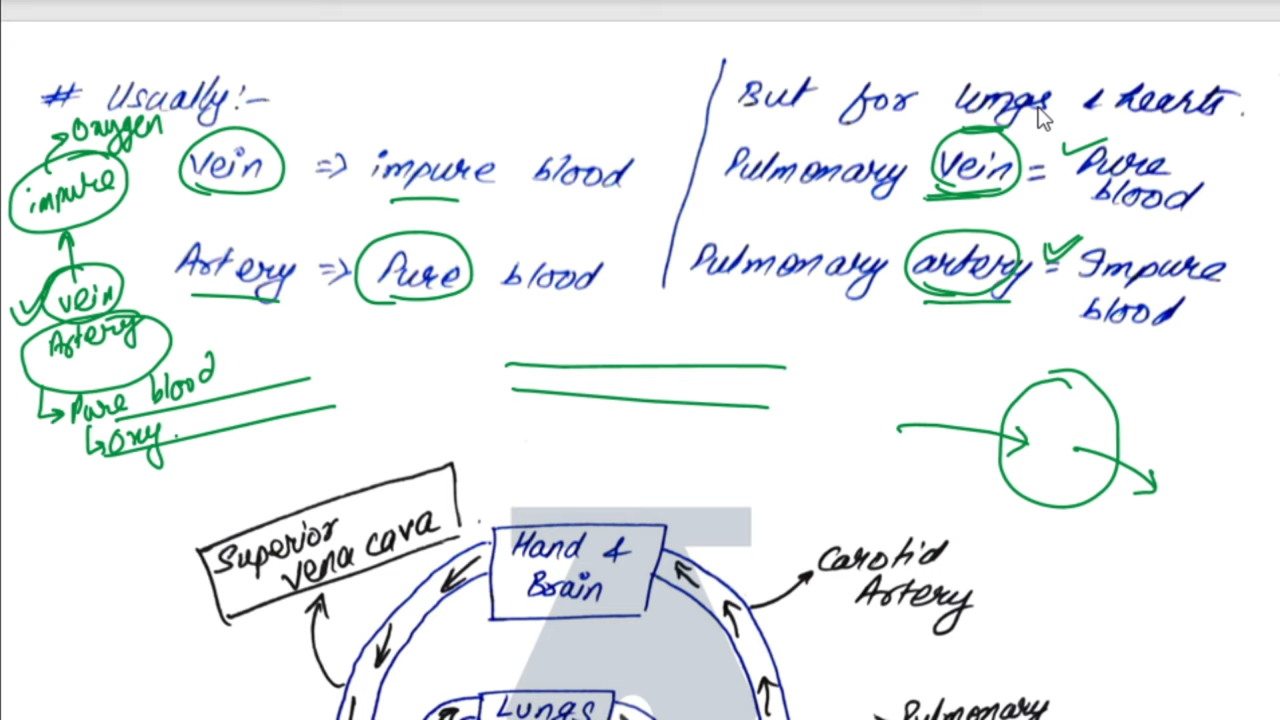 # Usually:-
Oxygen
impure
vein
Artery
Pure blood
Oxy.
vein => impure blood
Artery => Pure blood
But for lungs & hearts.
Pulmonary vein = Pure
blood
Pulmonary artery = Impure
blood
Superior
vena cava
Hand &
Brain
Carotid
Artery
Lungs
Pulmonary